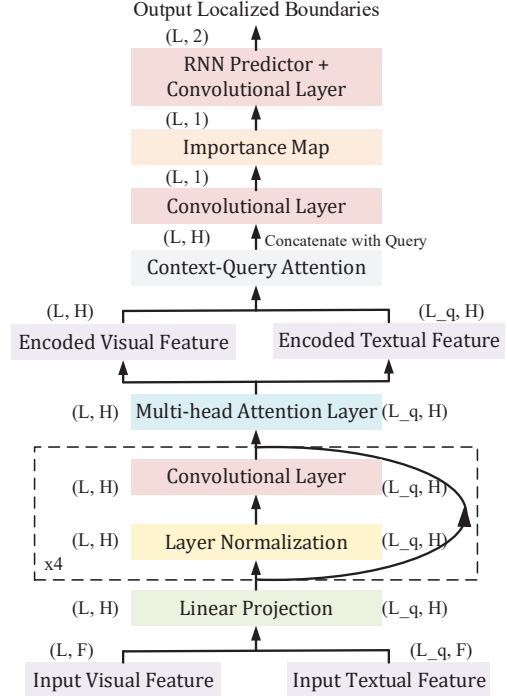 Output Localized Boundaries
(L, 2)
RNN Predictor +
Convolutional Layer
(L, 1)
Importance Map
(L, 1)
Convolutional Layer
(L, H)
Concatenate with Query
Context-Query Attention
(L, H)
(L_q, H)
Encoded Visual Feature
Encoded Textual Feature
(L, H)
Multi-head Attention Layer
(L_q, H)
Convolutional Layer
(L, H)
(L_q, H)
(L, H)
Layer Normalization
(L_q, H)
x4
(L, H)
Linear Projection
(L_q, H)
(L, F)
(L_q, F)
Input Visual Feature
Input Textual Feature